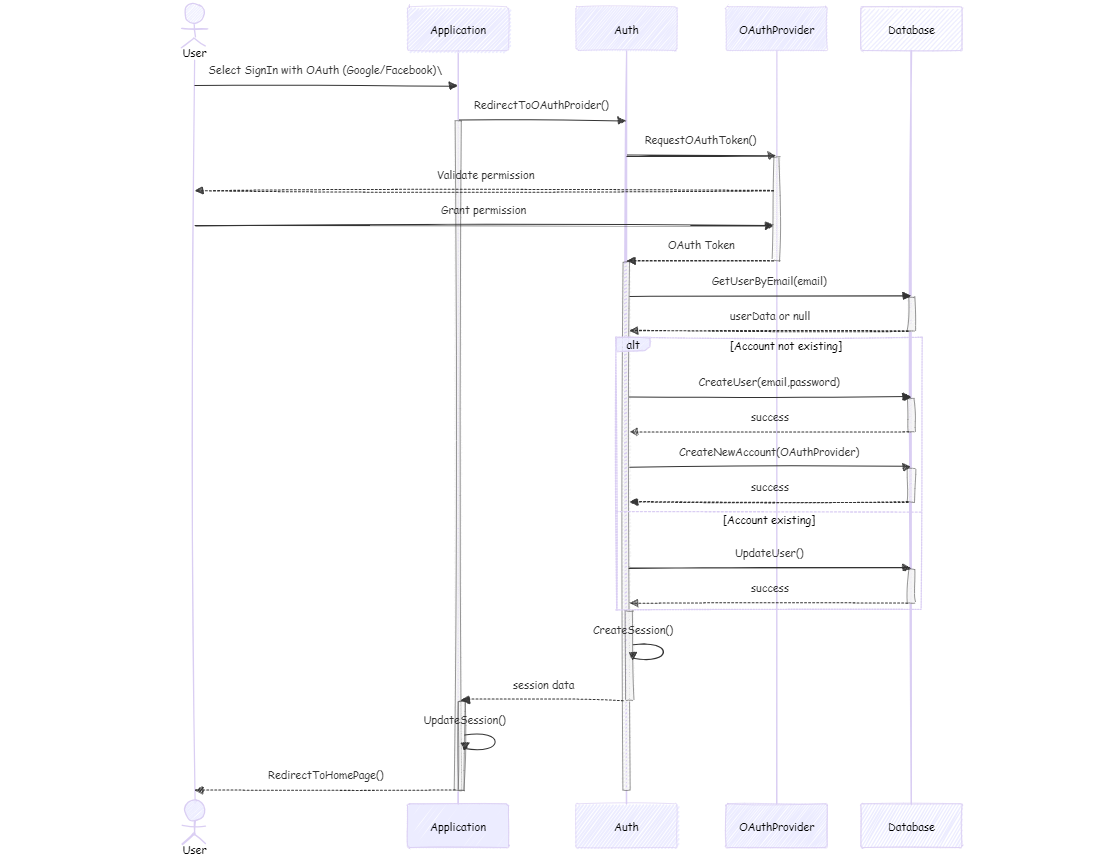 User
Application
Auth
OAuthProvider
Database
Select SignIn with OAuth (Google/Facebook)\
RedirectToOAuthProider()
RequestOAuthToken()
Validate permission
Grant permission
OAuth Token
GetUserByEmail(email)
userData or null
alt
[Account not existing]
CreateUser(email,password)
success
CreateNewAccount(OAuthProvider)
success
[Account existing]
UpdateUser()
success
CreateSession()
session data
UpdateSession()
RedirectToHomePage()
User
Application
Auth
OAuthProvider
Database